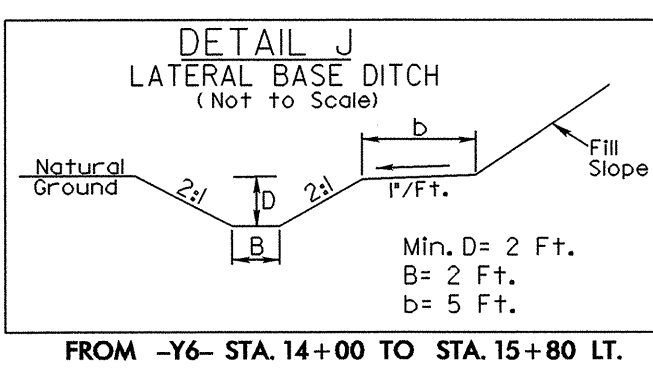 DETAIL J
LATERAL BASE DITCH
(Not to Scale)
b
Natural
Ground
2:1
D
2:1
1"/Ft.
Fill
Slope
B
Min. D= 2 Ft.
B= 2 Ft.
b= 5 Ft.
FROM -Y6- STA. 14+00 TO STA. 15+80 LT.